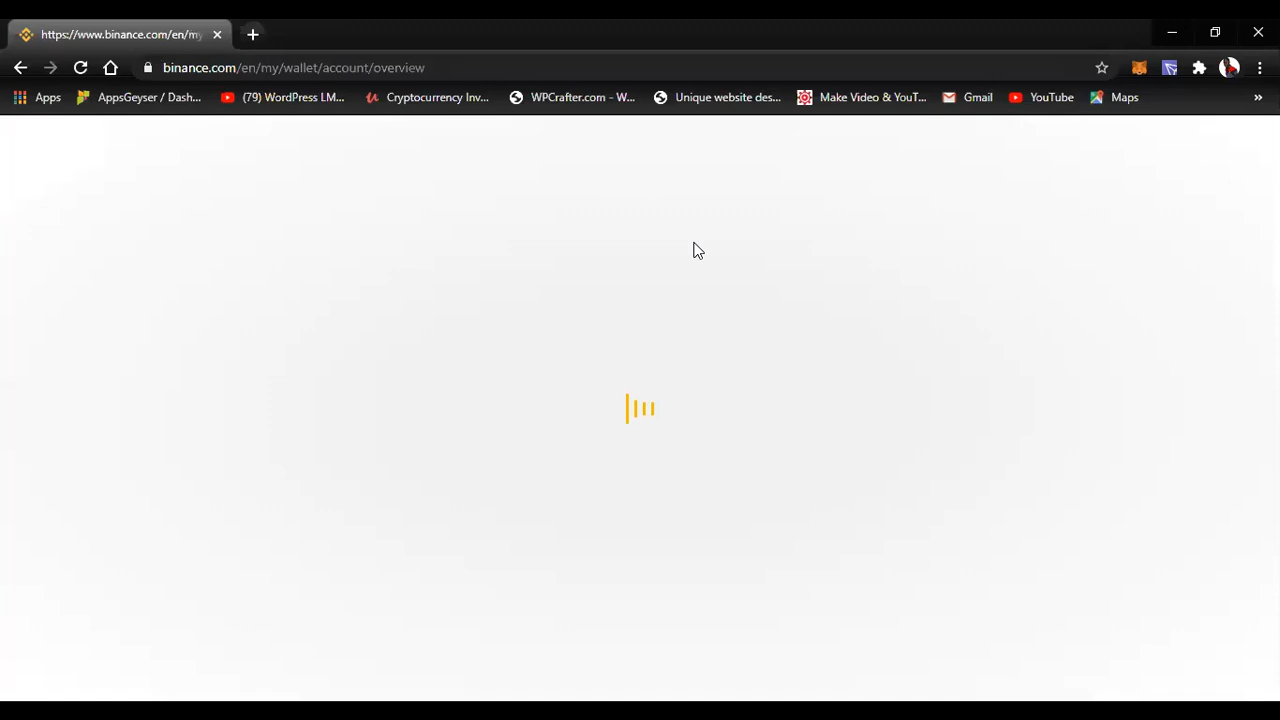 https://www.binance.com/en/my
binance.com/en/my/wallet/account/overview
Apps
AppsGeyser / Dash...
(79) WordPress LM...
Cryptocurrency Inv...
WPCrafter.com - W...
Unique website des...
Make Video & YouT...
Gmail
YouTube
Maps